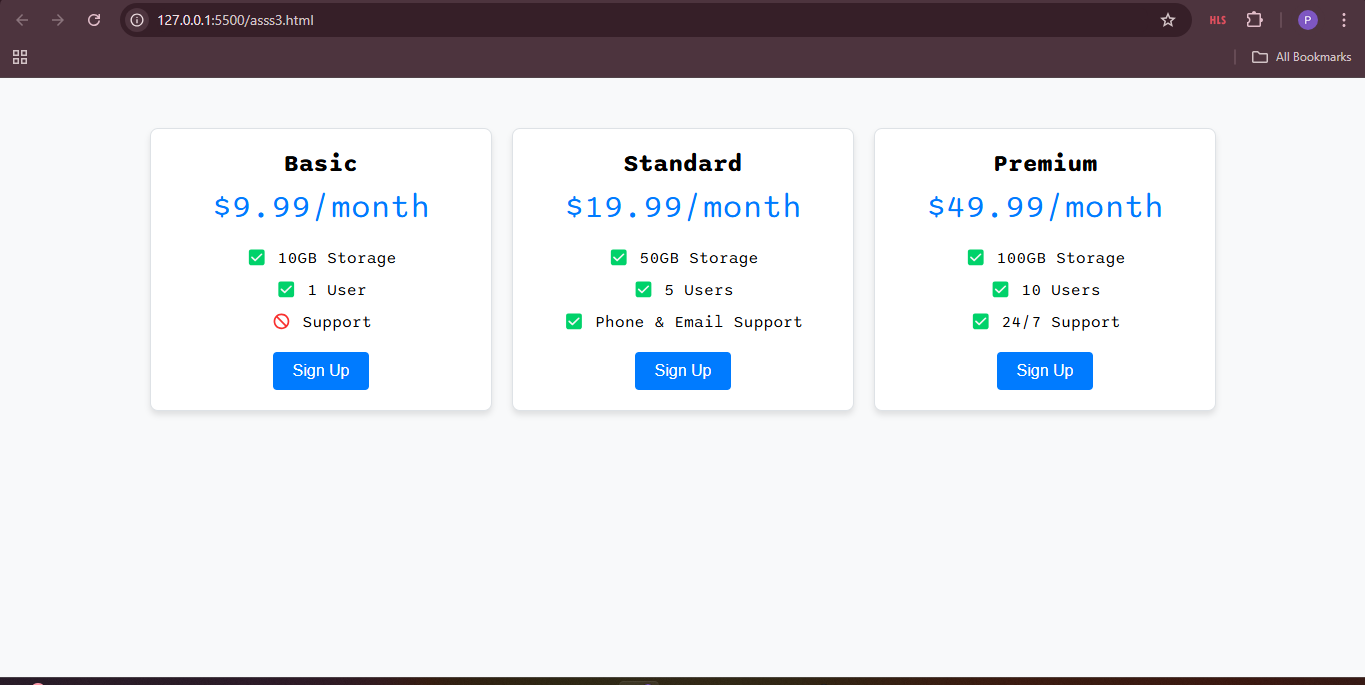 127.0.0.1:5500/asss3.html
HLS
P
All Bookmarks
Basic
$9.99/month
✅ 10GB Storage
✅ 1 User
🚫 Support
Sign Up
Standard
$19.99/month
✅ 50GB Storage
✅ 5 Users
✅ Phone & Email Support
Sign Up
Premium
$49.99/month
✅ 100GB Storage
✅ 10 Users
✅ 24/7 Support
Sign Up